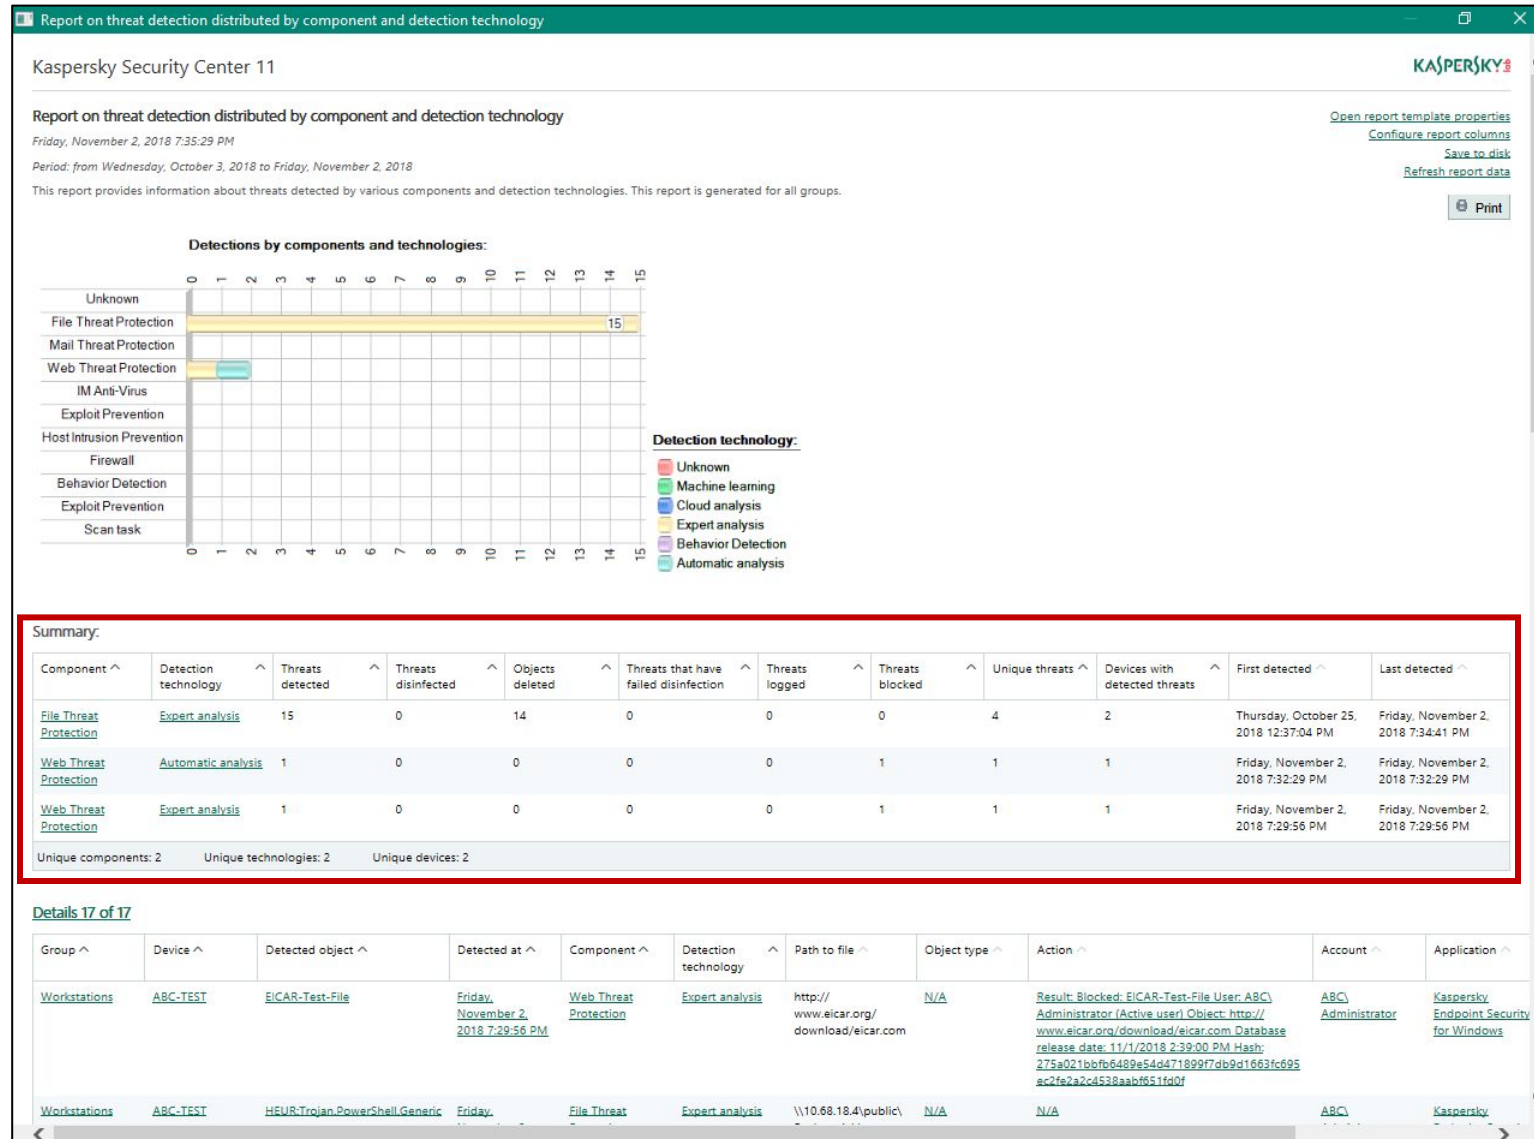 Report on threat detection distributed by component and detection technology
Kaspersky Security Center 11
KASPERSKY lab
Report on threat detection distributed by component and detection technology
Friday, November 2, 2018 7:35:29 PM
Period: from Wednesday, October 3, 2018 to Friday, November 2, 2018
This report provides information about threats detected by various components and detection technologies. This report is generated for all groups.
Open report template properties
Configure report columns
Save to disk
Refresh report data
Print
Detections by components and technologies:
0 1 2 3 4 5 6 7 8 9 10 11 12 13 14 15
Unknown
File Threat Protection 15
Mail Threat Protection
Web Threat Protection
IM Anti-Virus
Exploit Prevention
Host Intrusion Prevention
Firewall
Behavior Detection
Exploit Prevention
Scan task
0 1 2 3 4 5 6 7 8 9 10 11 12 13 14 15
Detection technology:
Unknown
Machine learning
Cloud analysis
Expert analysis
Behavior Detection
Automatic analysis
Summary:
Component Detection Threats Threats Objects Threats that have Threats Threats Unique threats Devices with First detected Last detected
technology detected disinfected deleted failed disinfection logged blocked detected threats
File Threat Expert analysis 15 0 14 0 0 0 4 2 Thursday, October 25, Friday, November 2,
Protection 2018 12:37:04 PM 2018 7:34:41 PM
Web Threat Automatic analysis 1 0 0 0 0 1 1 1 Friday, November 2, Friday, November 2,
Protection 2018 7:32:29 PM 2018 7:32:29 PM
Web Threat Expert analysis 1 0 0 0 0 1 1 1 Friday, November 2, Friday, November 2,
Protection 2018 7:29:56 PM 2018 7:29:56 PM
Unique components: 2 Unique technologies: 2 Unique devices: 2
Details 17 of 17
Group Device Detected object Detected at Component Detection Path to file Object type Action Account Application
technology
Workstations ABC-TEST EICAR-Test-File Friday, Web Threat Expert analysis http:// N/A Result: Blocked: EICAR-Test-File User: ABC\ ABC\ Kaspersky
November 2, Protection www.eicar.org/ Administrator (Active user) Object: http:// Administrator Endpoint Security
2018 7:29:56 PM download/eicar.com www.eicar.org/download/eicar.com Database for Windows
release date: 11/1/2018 2:39:00 PM Hash:
275a021bbfb6489e54d471899f7db9d1663fc695
ec2fe2a2c4538aabf651fd0f
Workstations ABC-TEST HEUR:Trojan.PowerShell.Generic Friday, File Threat Expert analysis \\10.68.18.4\public\ N/A N/A ABC\ Kaspersky